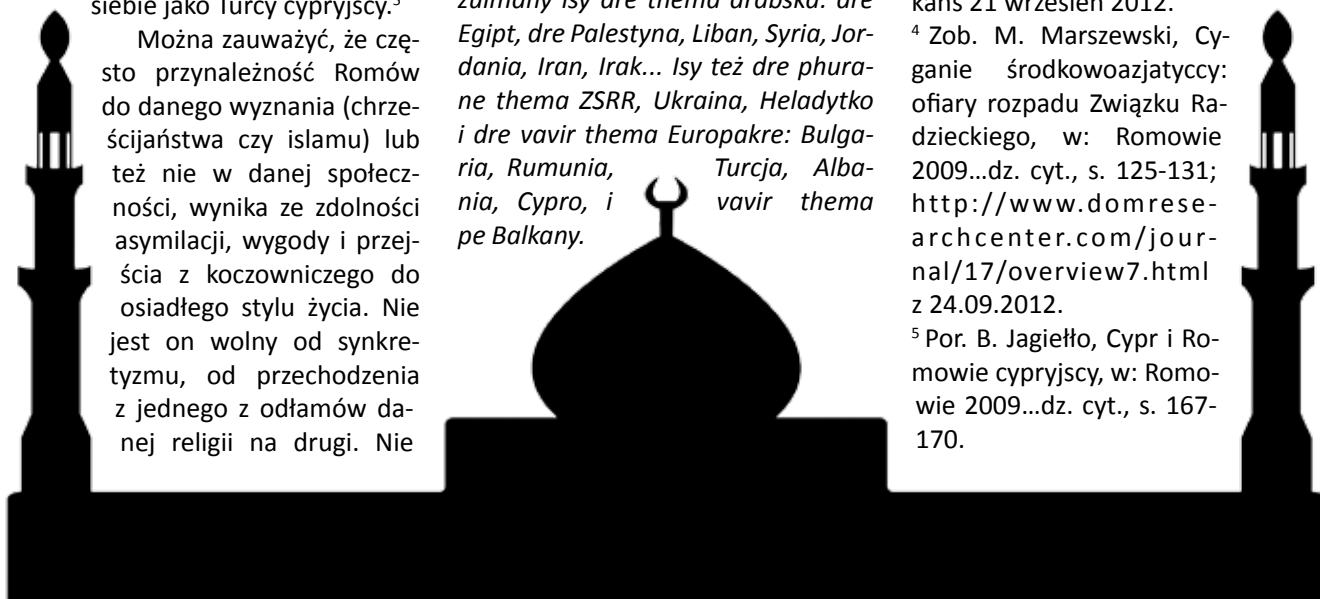 siebie jako Turcy cypryjscy.⁵
Można zauważyć, że czę-
sto przynależność Romów
do danego wyznania (chrze-
ścijaństwa czy islamu) lub
też nie w danej społecz-
ności, wynika ze zdolności
asymilacji, wygody i przej-
ścia z koczowniczego do
osiadłego stylu życia. Nie
jest on wolny od synkre-
tyzmu, od przechodzenia
z jednego z odłamów da-
nej religii na drugi. Nie
Egipt, dre Palestyna, Liban, Syria, Jor-
dania, Iran, Irak... Isy też dre phura-
ne thema ZSRR, Ukraina, Heladytko
i dre vavir thema Europakre: Bulga-
ria, Rumunia, Turcja, Alba-
nia, Cypro, i vavir thema
pe Balkany.
kans 21 wrzesień 2012.
⁴ Zob. M. Marszewski, Cy-
ganie środkowoazjatyccy:
ofiary rozpadu Związku Ra-
dzieckiego, w: Romowie
2009...dz. cyt., s. 125-131;
http://www.domrese-
archcenter.com/jour-
nal/17/overview7.html
z 24.09.2012.
⁵ Por. B. Jagiełło, Cypr i Ro-
mowie cypryjscy, w: Romo-
wie 2009...dz. cyt., s. 167-
170.